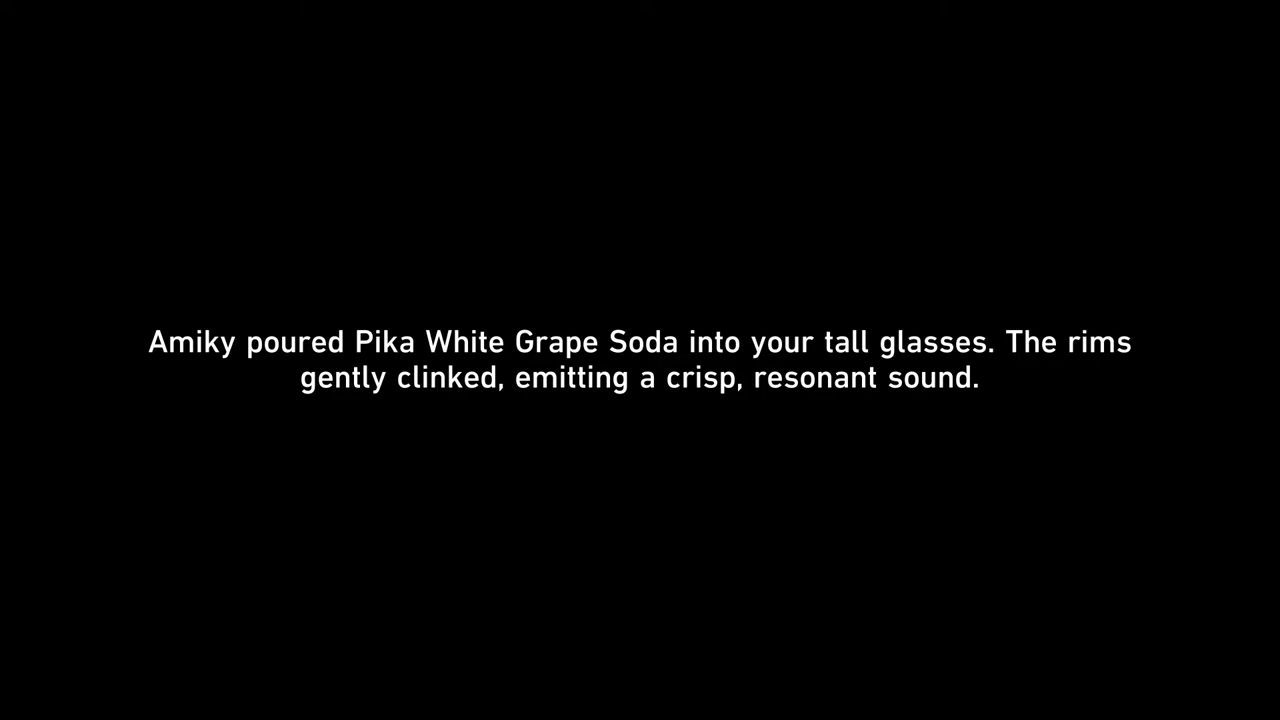 Amiky poured Pika White Grape Soda into your tall glasses. The rims
gently clinked, emitting a crisp, resonant sound.